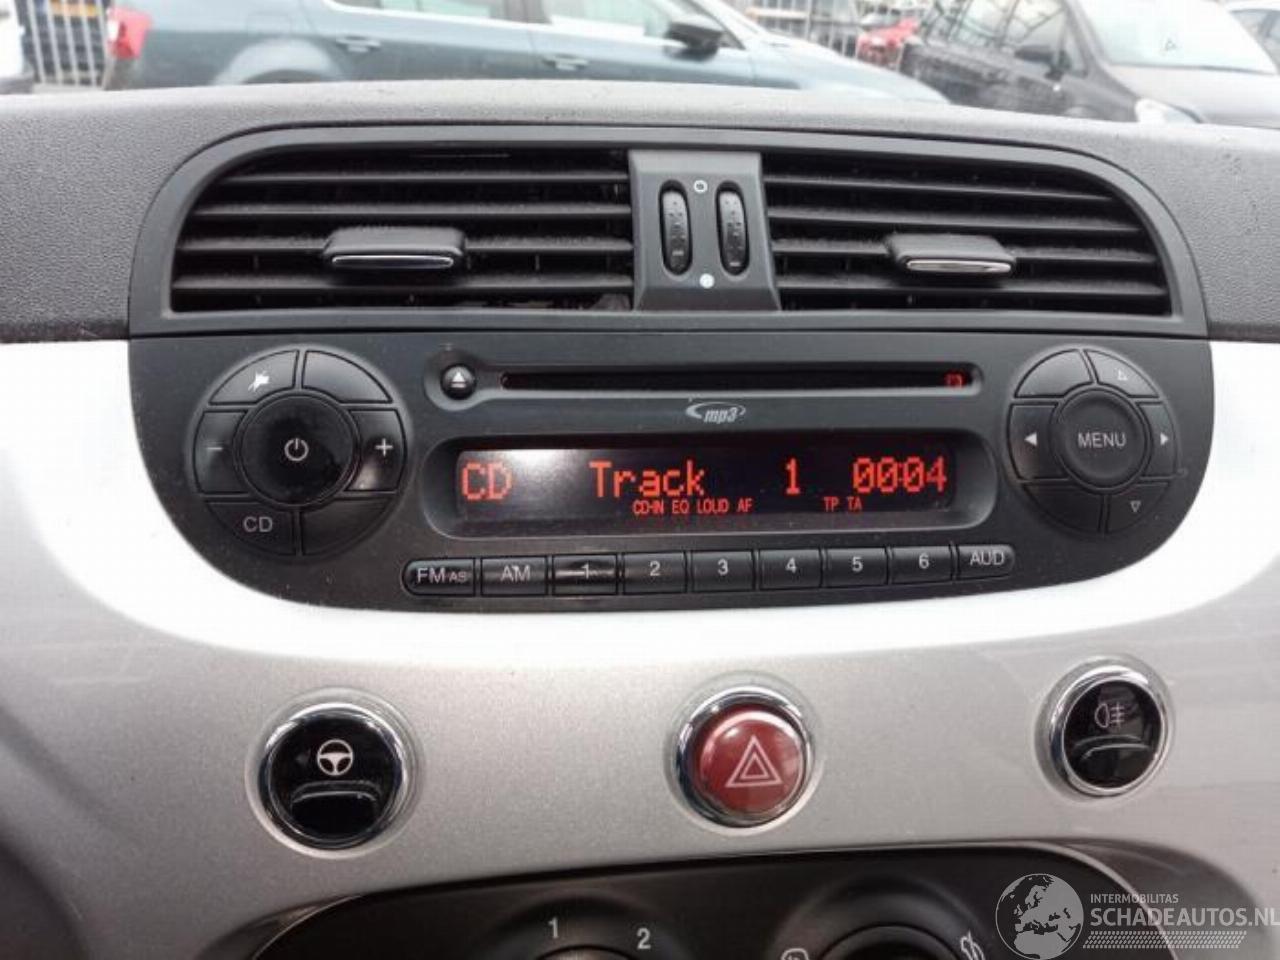 mp3
MENU
CD Track 1 0004
CD-IN EQ LOUD AF TP TA
CD
FM AS AM 1 2 3 4 5 6 AUD
1 2
INTERMOBILITAS
SCHADEAUTOS.NL